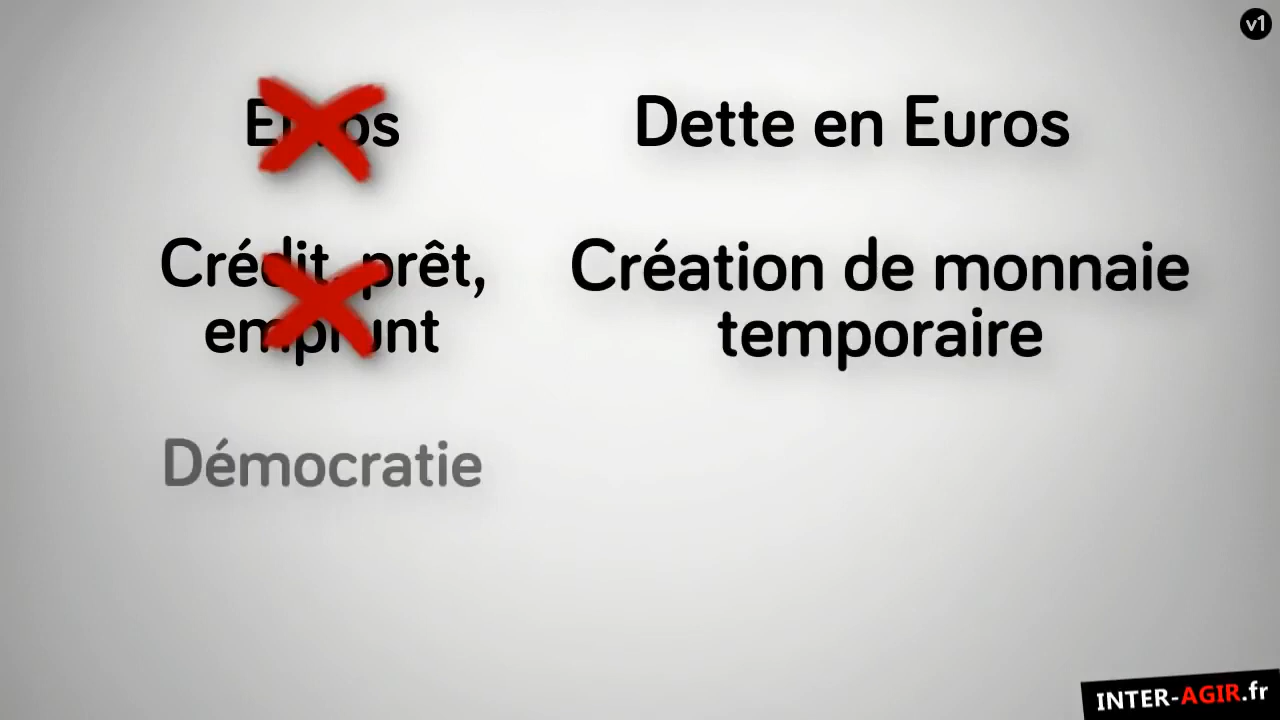 v1
Euros
Dette en Euros
Crédit, prêt,
emprunt
Création de monnaie
temporaire
Démocratie
INTER-AGIR.fr